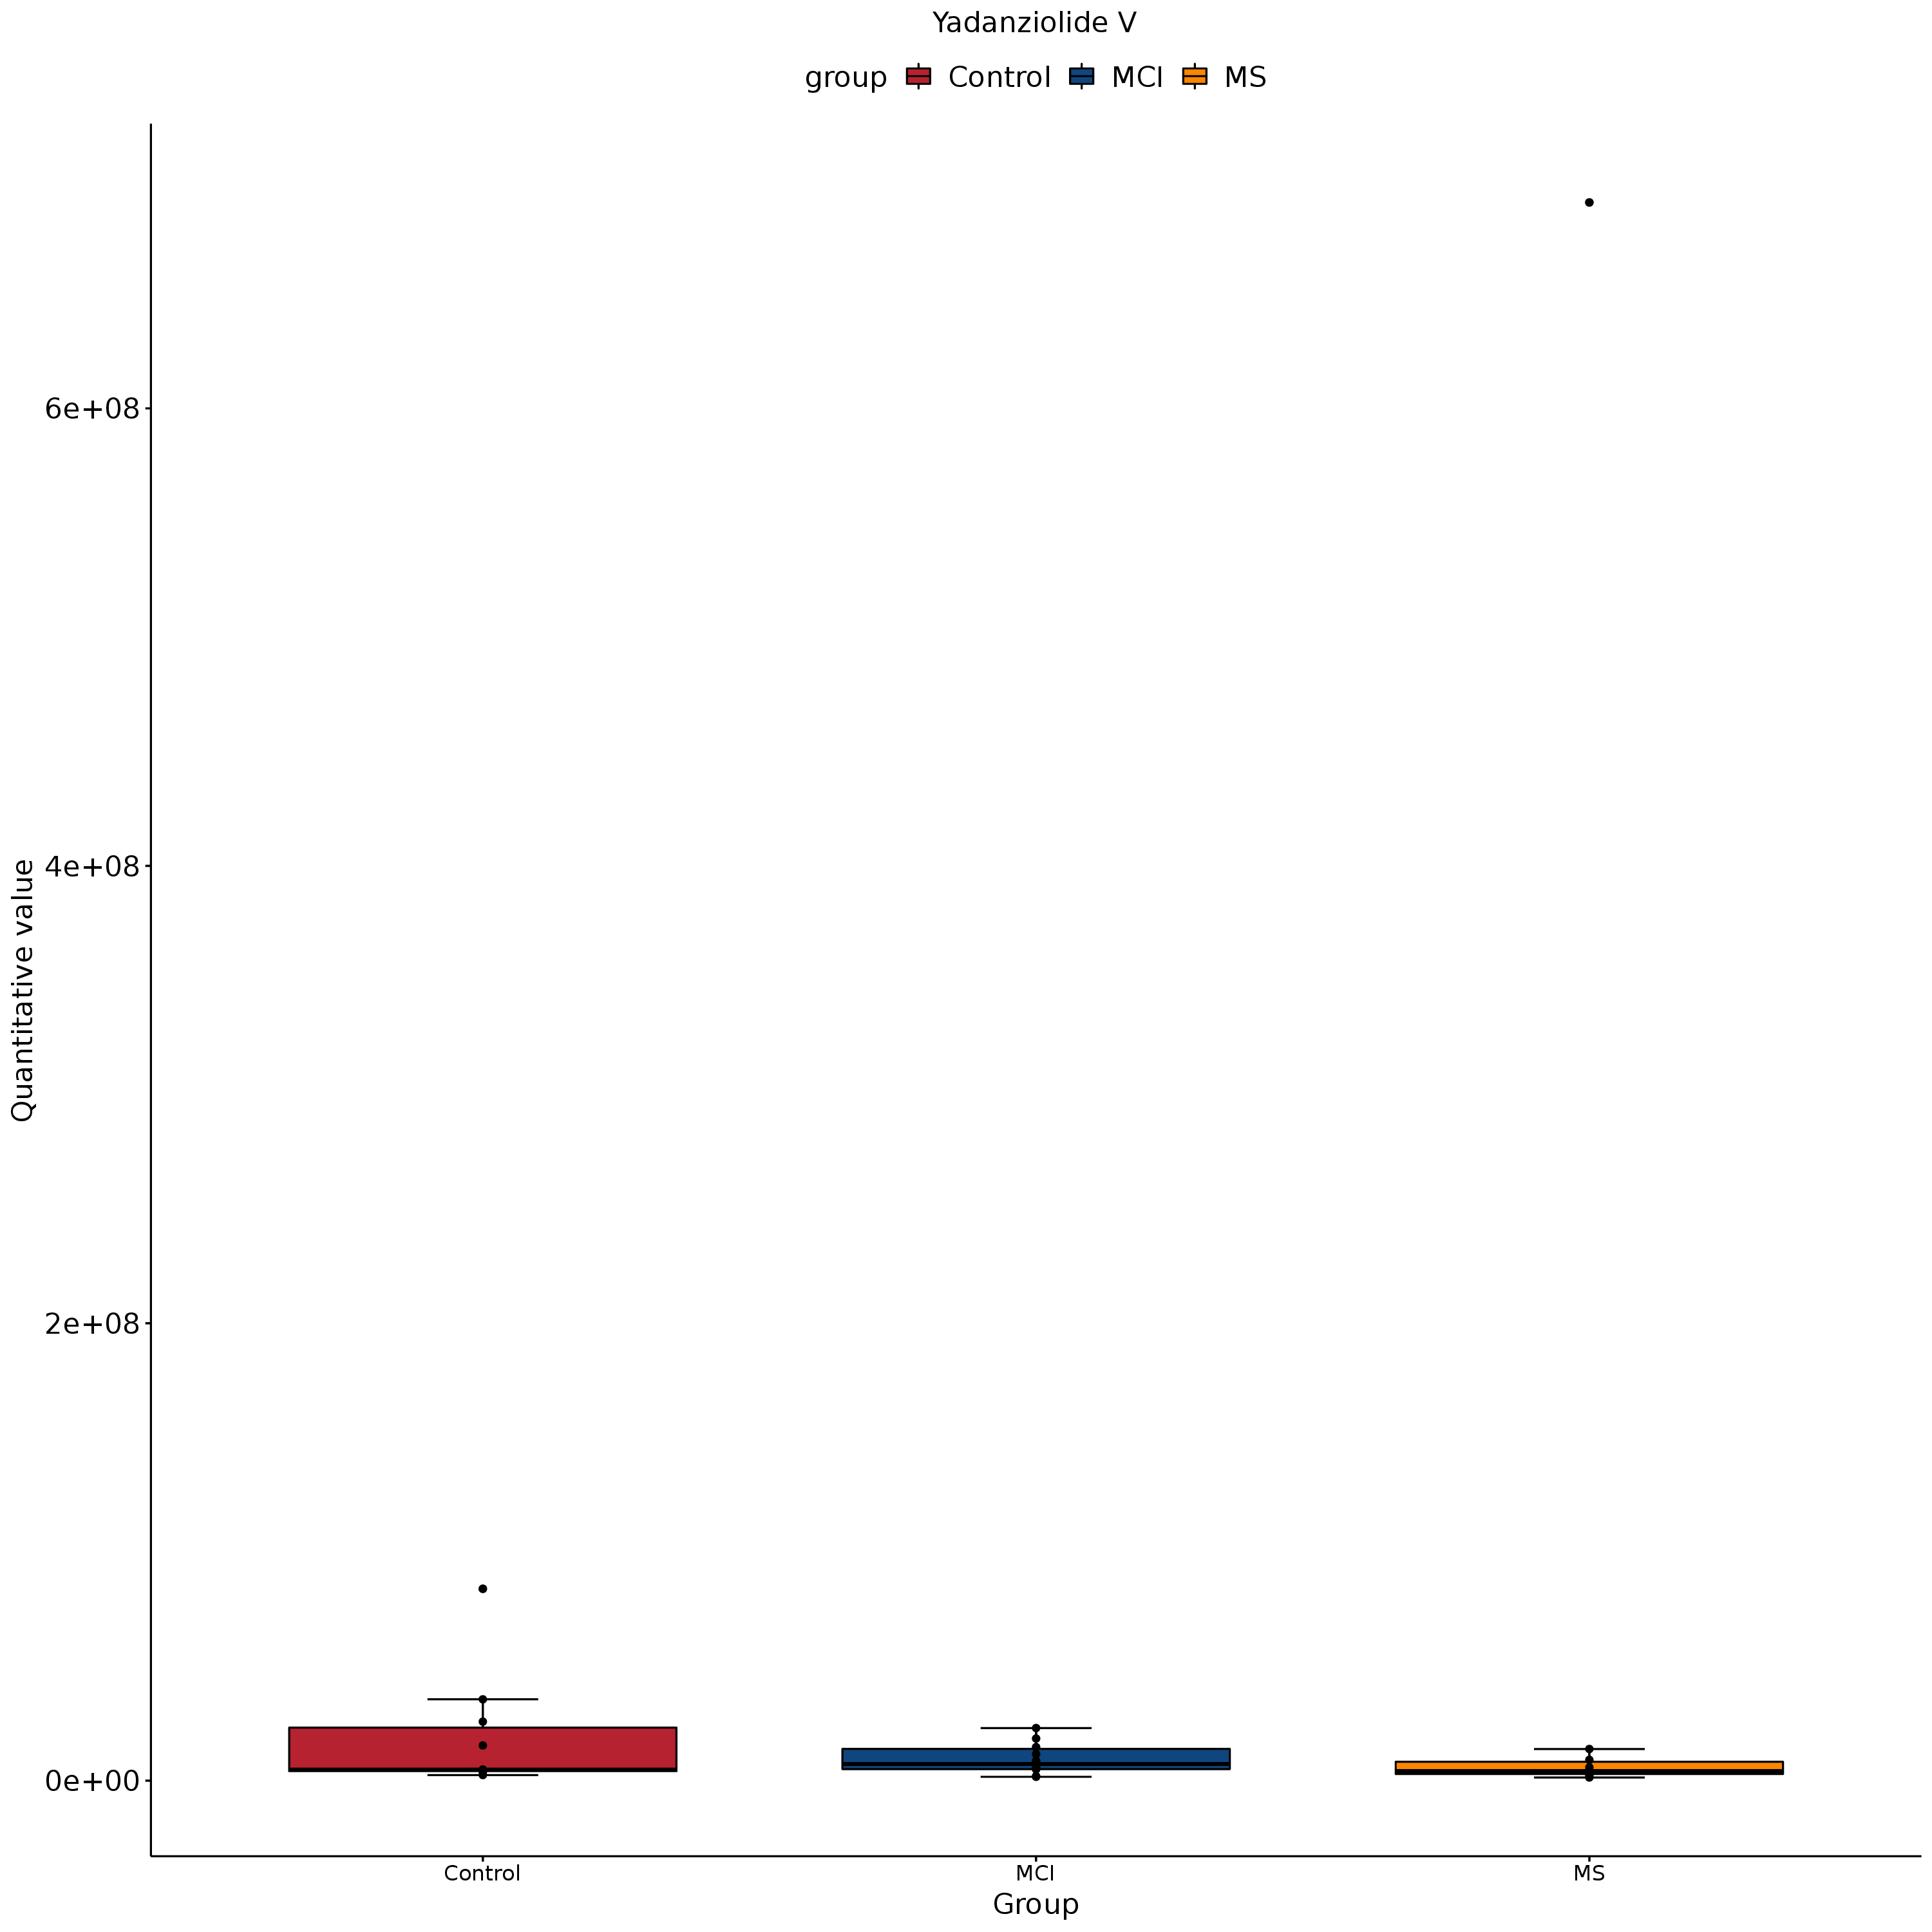 Yadanziolide V
group Control MCI MS
6e+08
4e+08
2e+08
0e+00
Quantitative value
Control MCI MS
Group